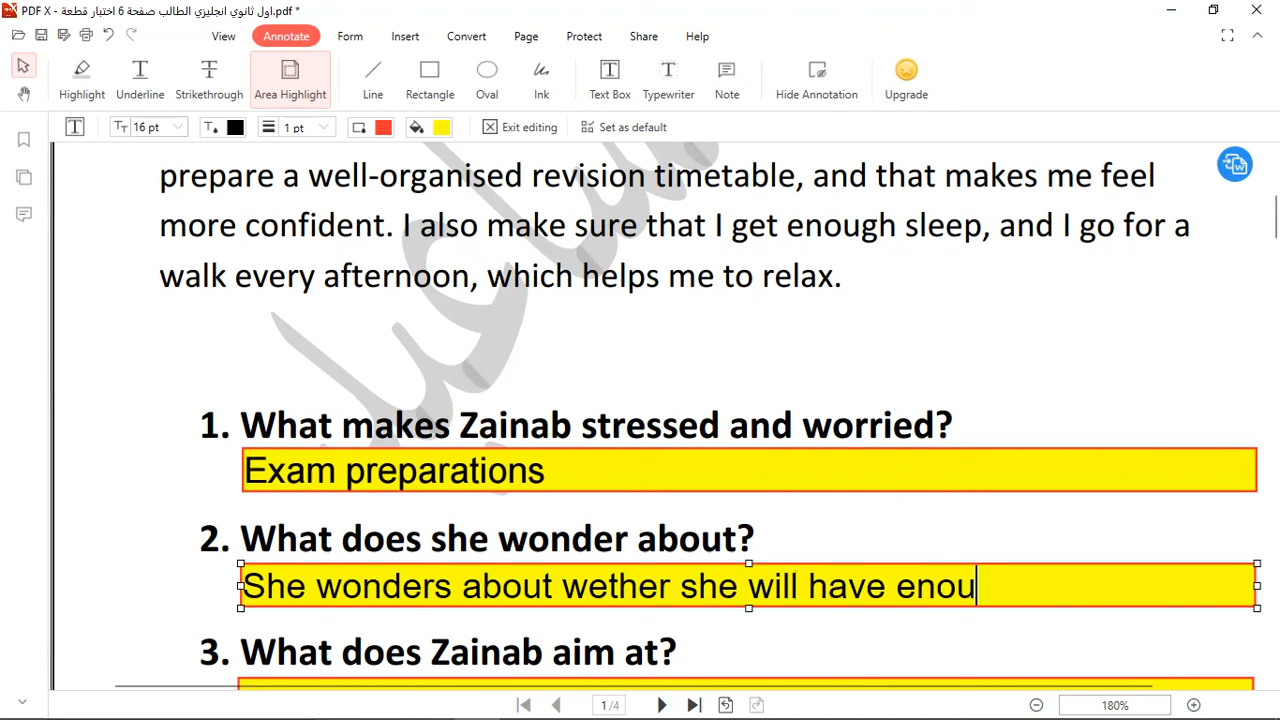 PDF X - اول ثانوي انجليزي الطالب صفحة 6 اختبار قطعة.pdf *
View Annotate Form Insert Convert Page Protect Share Help
Highlight Underline Strikethrough Area Highlight Line Rectangle Oval Ink Text Box Typewriter Note Hide Annotation Upgrade
16 pt 1 pt Exit editing Set as default
prepare a well-organised revision timetable, and that makes me feel
more confident. I also make sure that I get enough sleep, and I go for a
walk every afternoon, which helps me to relax.
1. What makes Zainab stressed and worried?
Exam preparations
2. What does she wonder about?
She wonders about wether she will have enou
3. What does Zainab aim at?
1/4 180%